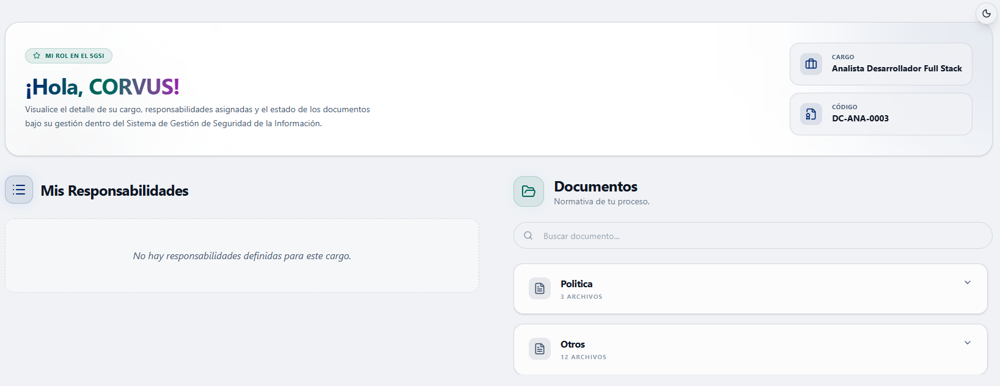 MI ROL EN EL SGSI
¡Hola, CORVUS!
Visualice el detalle de su cargo, responsabilidades asignadas y el estado de los documentos
bajo su gestión dentro del Sistema de Gestión de Seguridad de la Información.
CARGO
Analista Desarrollador Full Stack
CÓDIGO
DC-ANA-0003
Mis Responsabilidades
No hay responsabilidades definidas para este cargo.
Documentos
Normativa de tu proceso.
Buscar documento...
Politica
3 ARCHIVOS
Otros
12 ARCHIVOS